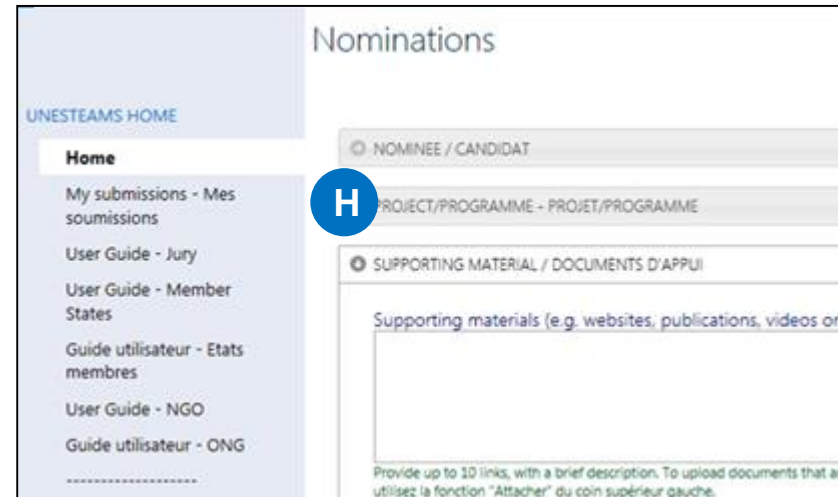 Nominations
UNESTEAMS HOME
Home
My submissions - Mes
soumissions
User Guide - Jury
User Guide - Member
States
Guide utilisateur - Etats
membres
User Guide - NGO
Guide utilisateur - ONG
--------------------
NOMINEE / CANDIDAT
H
PROJECT/PROGRAMME - PROJET/PROGRAMME
SUPPORTING MATERIAL / DOCUMENTS D'APPUI
Supporting materials (e.g. websites, publications, videos or
Provide up to 10 links, with a brief description. To upload documents that
utilisez la fonction "Attacher" du coin supérieur gauche.